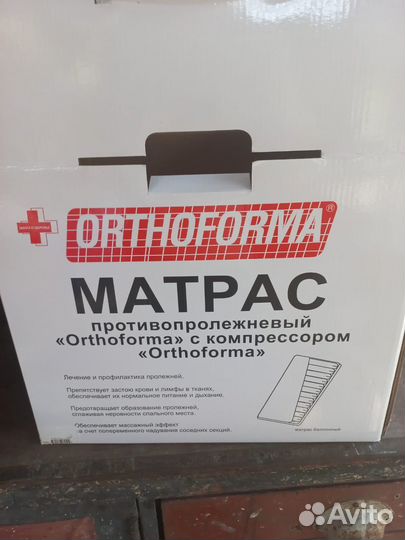 ORTHOFORMA®
МАТРАС
противопролежневый
«Orthoforma» с компрессором
«Orthoforma»
Лечение и профилактика пролежней.
Препятствует застою крови и лимфы в тканях,
обеспечивает их нормальное питание и дыхание.
Предотвращает образование пролежней,
сглаживая неровности спального места.
Обеспечивает массажный эффект
за счет попеременного надувания соседних секций.
Матрас баллонный
Avito